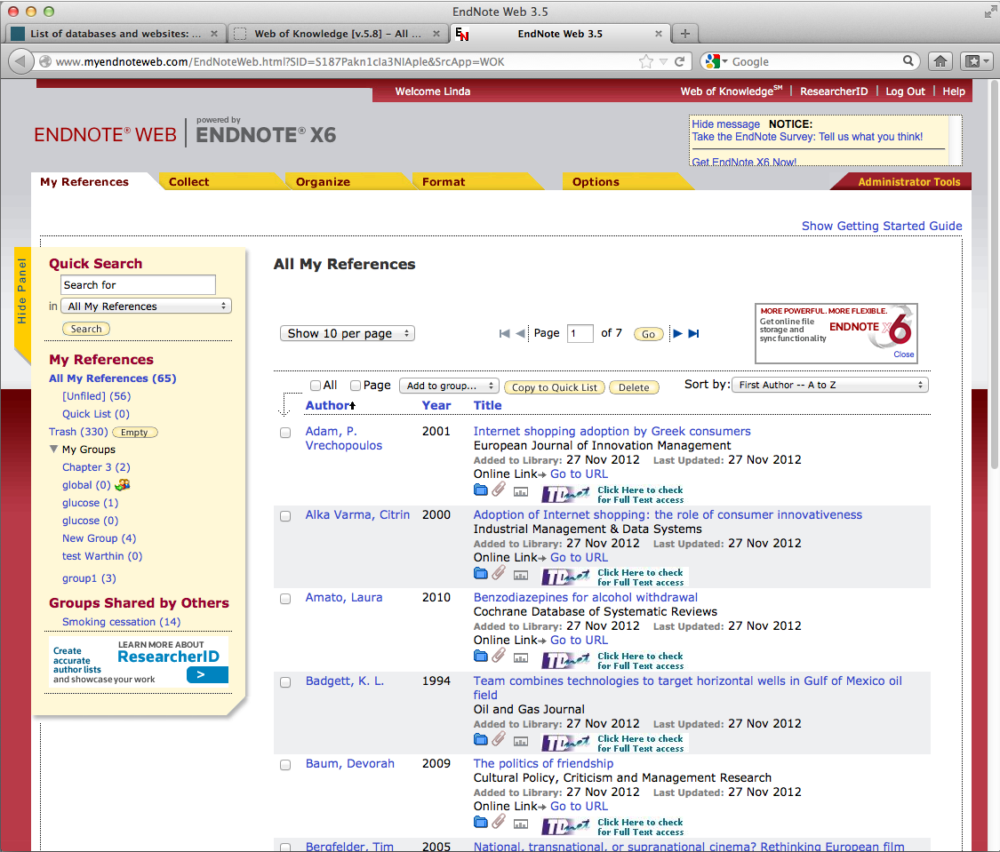 EndNote Web 3.5
List of databases and websites: ...
Web of Knowledge [v.5.8] – All ...
EN
EndNote Web 3.5
www.myendnoteweb.com/EndNoteWeb.html?SID=S187Pakn1cIa3NIAple&SrcApp=WOK
Google
Welcome Linda
Web of Knowledge℠ | ResearcherID | Log Out | Help
ENDNOTE® WEB
powered by
ENDNOTE® X6
Hide message NOTICE:
Take the EndNote Survey: Tell us what you think!
Get EndNote X6 Now!
My References
Collect
Organize
Format
Options
Administrator Tools
Show Getting Started Guide
Hide Panel
Quick Search
Search for
in All My References
Search
My References
All My References (65)
[Unfiled] (56)
Quick List (0)
Trash (330) Empty
▼ My Groups
Chapter 3 (2)
global (0)
glucose (1)
glucose (0)
New Group (4)
test Warthin (0)
group1 (3)
Groups Shared by Others
Smoking cessation (14)
Create
accurate
author lists
and showcase your work
LEARN MORE ABOUT
ResearcherID
>
All My References
Show 10 per page
Page 1 of 7 Go
MORE POWERFUL. MORE FLEXIBLE.
Get online file
storage and
sync functionality
ENDNOTE X6
Close
All Page Add to group... Copy to Quick List Delete Sort by: First Author -- A to Z
Author Year Title
Adam, P.
Vrechopoulos
2001
Internet shopping adoption by Greek consumers
European Journal of Innovation Management
Added to Library: 27 Nov 2012 Last Updated: 27 Nov 2012
Online Link→ Go to URL
TDnet
Click Here to check
for Full Text access
Alka Varma, Citrin
2000
Adoption of Internet shopping: the role of consumer innovativeness
Industrial Management & Data Systems
Added to Library: 27 Nov 2012 Last Updated: 27 Nov 2012
Online Link→ Go to URL
TDnet
Click Here to check
for Full Text access
Amato, Laura
2010
Benzodiazepines for alcohol withdrawal
Cochrane Database of Systematic Reviews
Added to Library: 27 Nov 2012 Last Updated: 27 Nov 2012
Online Link→ Go to URL
TDnet
Click Here to check
for Full Text access
Badgett, K. L.
1994
Team combines technologies to target horizontal wells in Gulf of Mexico oil
field
Oil and Gas Journal
Added to Library: 27 Nov 2012 Last Updated: 27 Nov 2012
TDnet
Click Here to check
for Full Text access
Baum, Devorah
2009
The politics of friendship
Cultural Policy, Criticism and Management Research
Added to Library: 27 Nov 2012 Last Updated: 27 Nov 2012
Online Link→ Go to URL
TDnet
Click Here to check
for Full Text access
Bergfelder, Tim
2005
National, transnational, or supranational cinema? Rethinking European film